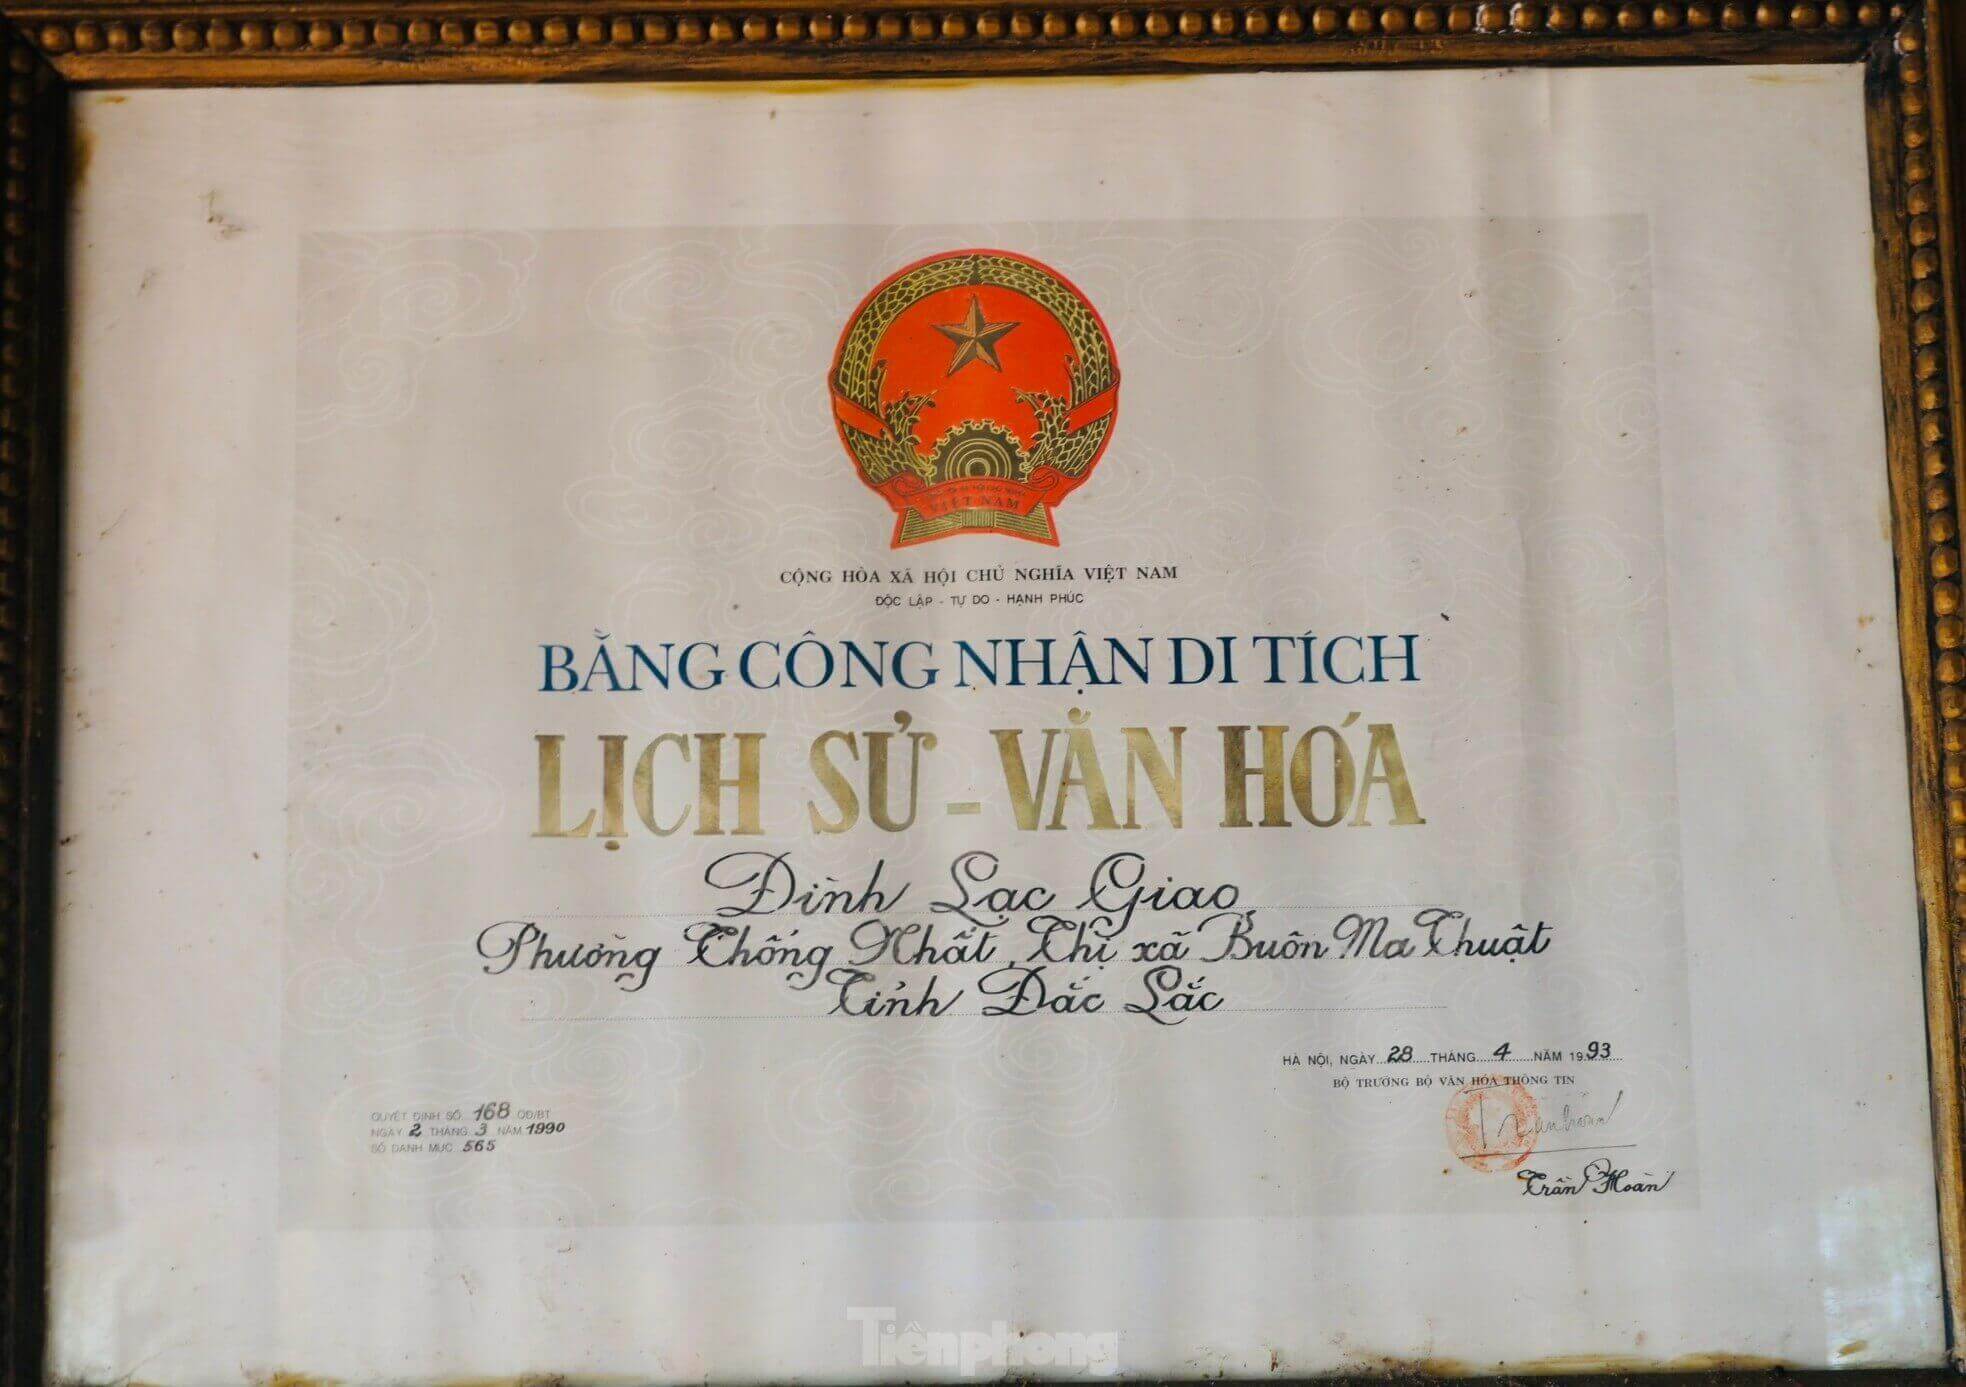 VIỆT NAM
CỘNG HÒA XÃ HỘI CHỦ NGHĨA VIỆT NAM
ĐỘC LẬP - TỰ DO - HẠNH PHÚC
BẰNG CÔNG NHẬN DI TÍCH
LỊCH SỬ - VĂN HÓA
Đình Lạc Giao
Phường Thống Nhất, Thị xã Buôn Ma Thuật
Tỉnh Đắc Lắc
HÀ NỘI, NGÀY 28 THÁNG 4 NĂM 1993
BỘ TRƯỞNG BỘ VĂN HÓA THÔNG TIN
Trần Hoàn
QUYẾT ĐỊNH SỐ 168 QĐ/BT
NGÀY 2 THÁNG 3 NĂM 1990
SỐ DANH MỤC 565
Tiềnphong